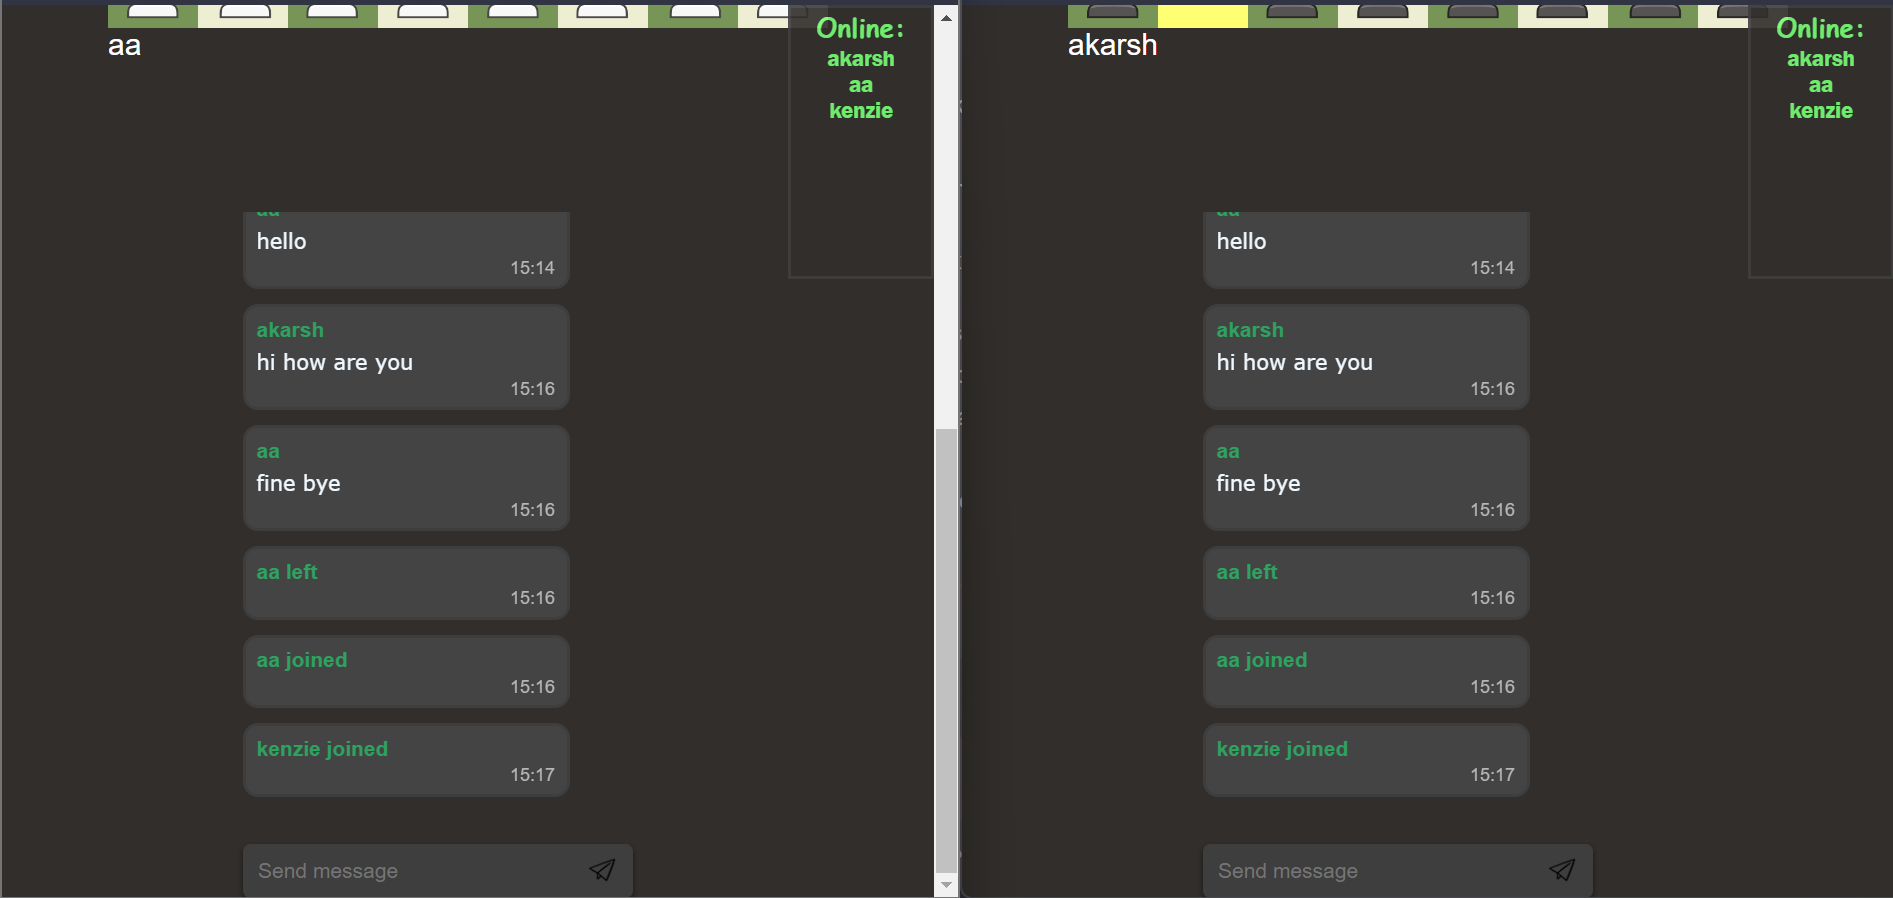 aa
Online:
akarsh
aa
kenzie
hello
15:14
akarsh
hi how are you
15:16
aa
fine bye
15:16
aa left
15:16
aa joined
15:16
kenzie joined
15:17
Send message
akarsh
Online:
akarsh
aa
kenzie
hello
15:14
akarsh
hi how are you
15:16
aa
fine bye
15:16
aa left
15:16
aa joined
15:16
kenzie joined
15:17
Send message